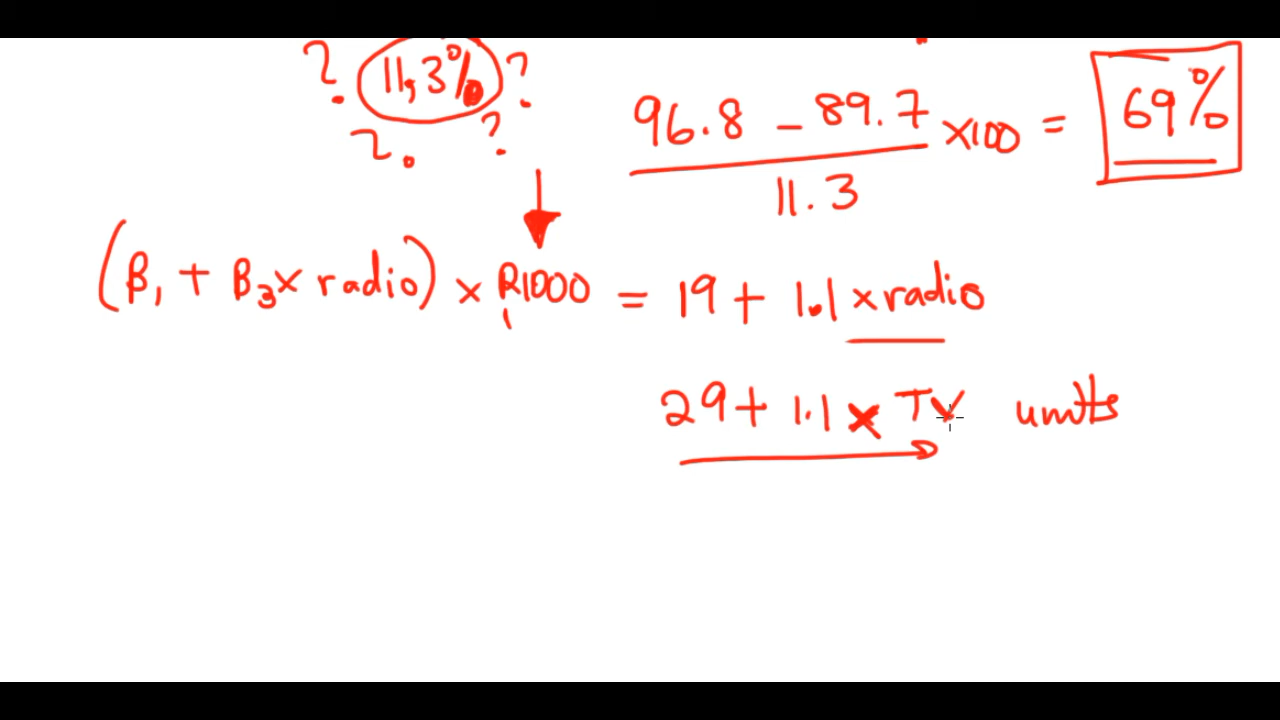 ? 11,3% ?
? ?
96.8 - 89.7 ×100 = 69%
11.3
(β₁ + β₃× radio) × R1000 = 19 + 1.1 × radio
29 + 1.1 × TV units